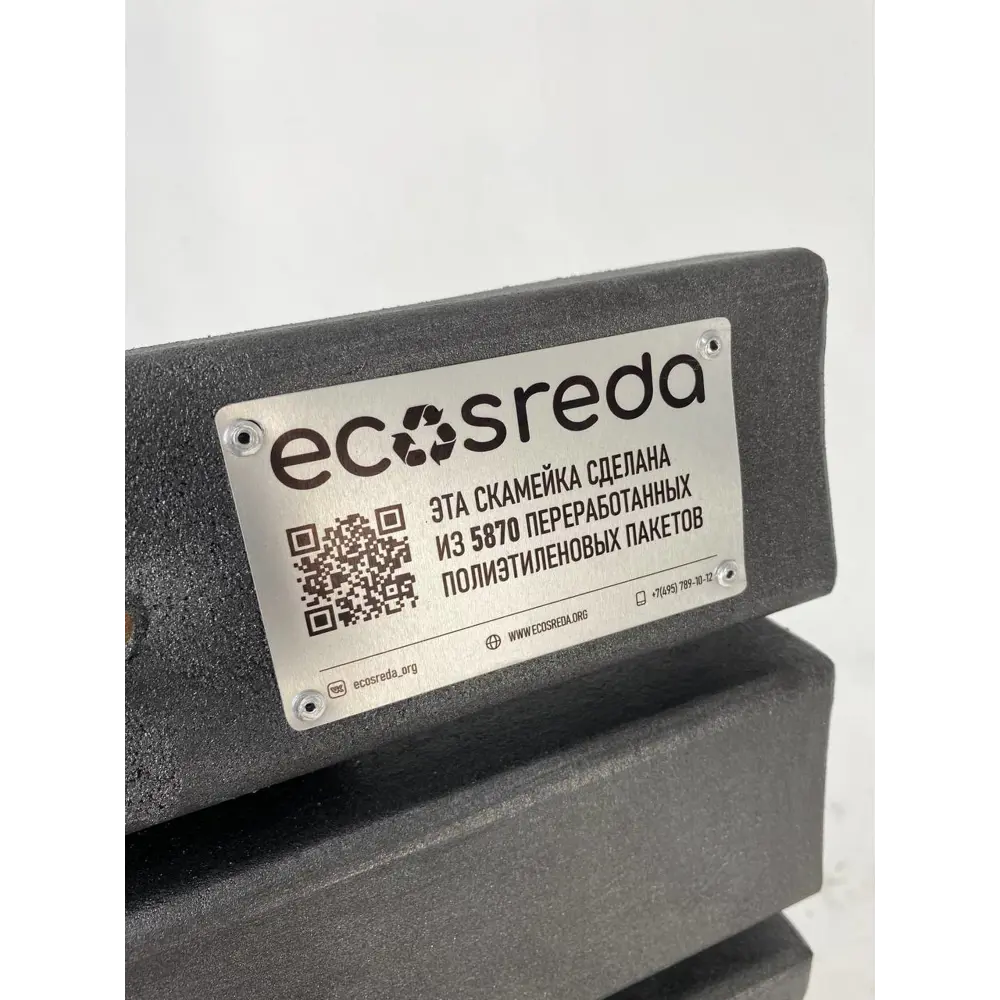 ecosreda
ЭТА СКАМЕЙКА СДЕЛАНА
ИЗ 5870 ПЕРЕРАБОТАННЫХ
ПОЛИЭТИЛЕНОВЫХ ПАКЕТОВ
ecosreda_org
WWW.ECOSREDA.ORG
+7(495) 789-10-12